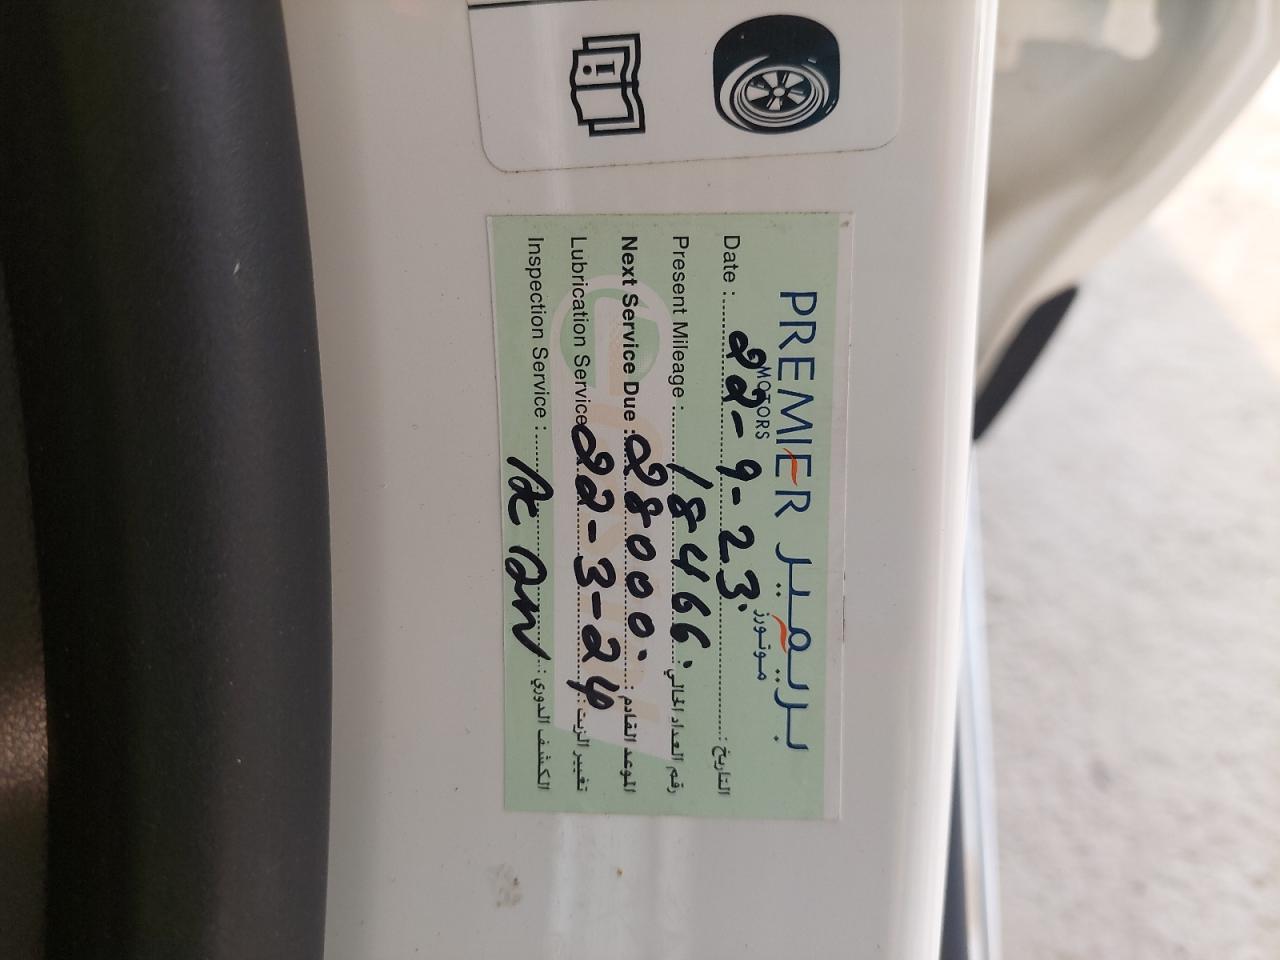 PREMIER بريمير
MOTORS موتورز
Date : 22-9-23. التاريخ :
Present Mileage : 18466. رقم العداد الحالي :
Next Service Due : 28000. الموعد القادم :
Lubrication Service 22-3-24 تغيير الزيت :
Inspection Service : الكشف الدوري :